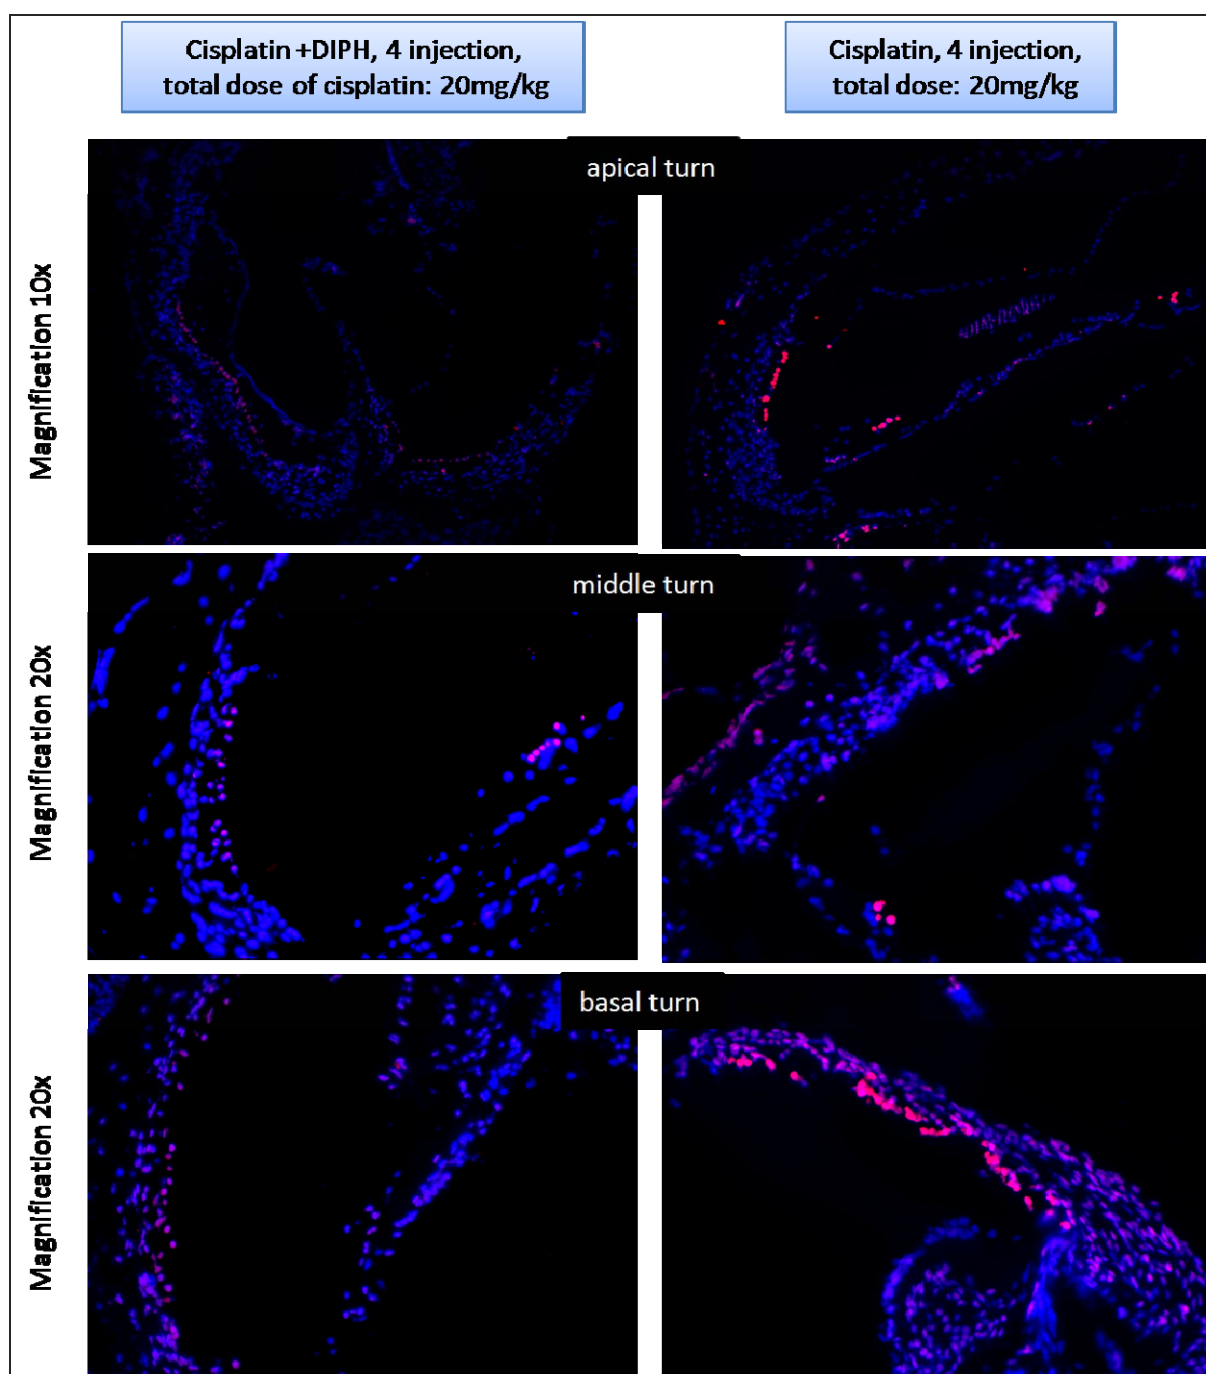 Cisplatin +DIPH, 4 injection,
total dose of cisplatin: 20mg/kg
Cisplatin, 4 injection,
total dose: 20mg/kg
apical turn
Magnification 10x
middle turn
Magnification 20x
basal turn
Magnification 20x